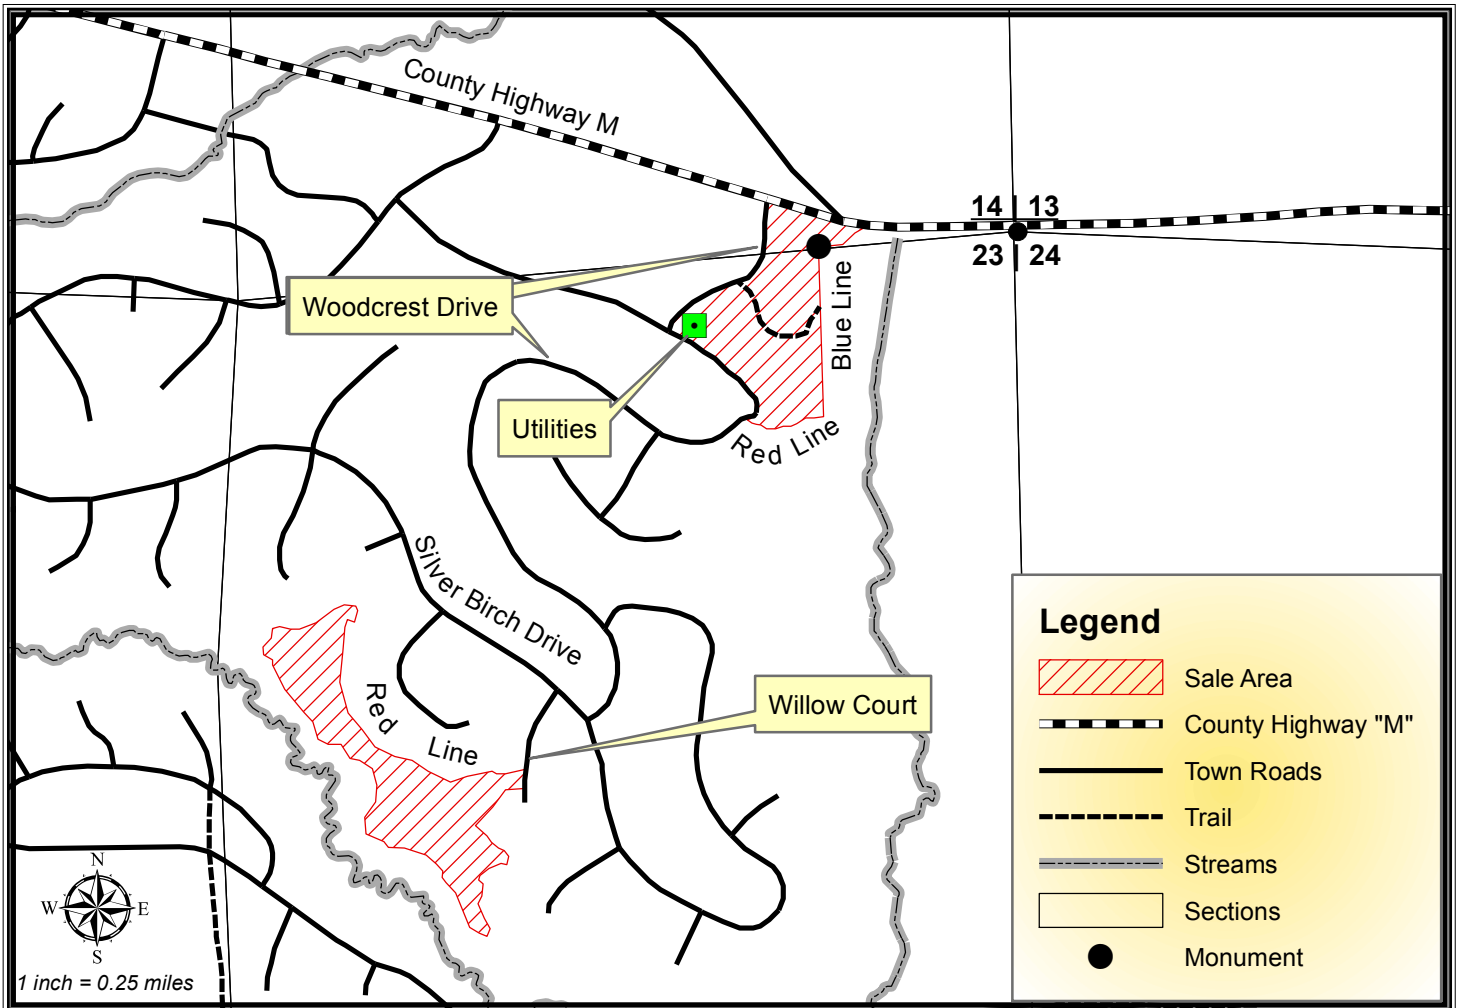 County Highway M
14 | 13
23 | 24
Woodcrest Drive
Blue Line
Utilities
Red Line
Silver Birch Drive
Red Line
Willow Court
Legend
Sale Area
County Highway "M"
Town Roads
Trail
Streams
Sections
Monument
N
W E
S
1 inch = 0.25 miles